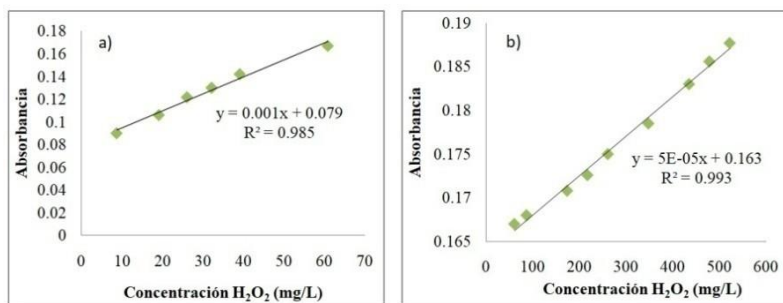 a)
0.18
0.16
0.14
0.12
0.1
0.08
0.06
0.04
0.02
0
Absorbancia
y = 0.001x + 0.079
R² = 0.985
0 10 20 30 40 50 60 70
Concentración H₂O₂ (mg/L)
b)
0.19
0.185
0.18
0.175
0.17
0.165
Absorbancia
y = 5E-05x + 0.163
R² = 0.993
0 100 200 300 400 500 600
Concentración H₂O₂ (mg/L)